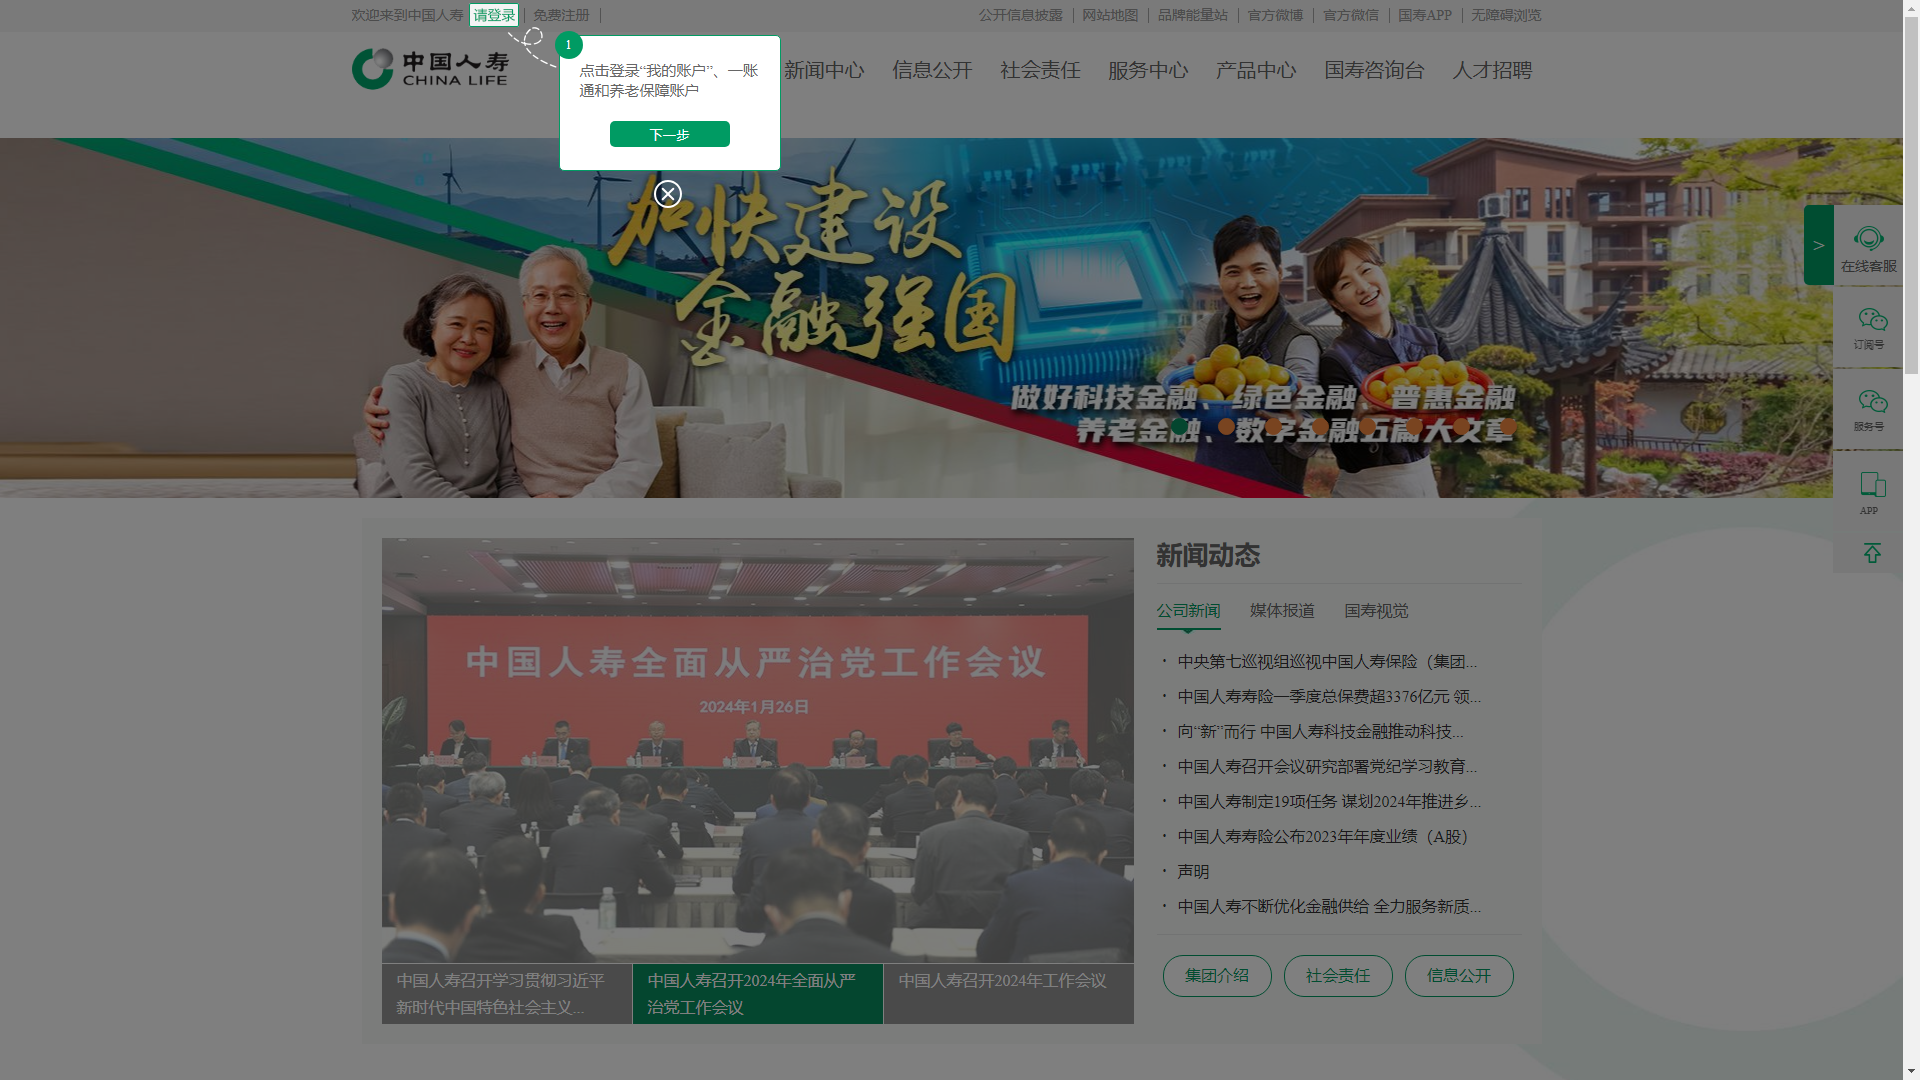 欢迎来到中国人寿 请登录 免费注册
公开信息披露 网站地图 品牌能量站 官方微博 官方微信 国寿APP 无障碍浏览
中国人寿
CHINA LIFE
新闻中心 信息公开 社会责任 服务中心 产品中心 国寿咨询台 人才招聘
1
点击登录“我的账户”、一账
通和养老保障账户
下一步
加快建设
金融强国
做好科技金融、绿色金融、普惠金融
养老金融、数字金融五篇大文章
>
在线客服
订阅号
服务号
APP
中国人寿全面从严治党工作会议
2024年1月26日
中国人寿召开学习贯彻习近平
新时代中国特色社会主义...
中国人寿召开2024年全面从严
治党工作会议
中国人寿召开2024年工作会议
新闻动态
公司新闻 媒体报道 国寿视觉
· 中央第七巡视组巡视中国人寿保险（集团...
· 中国人寿寿险一季度总保费超3376亿元 领...
· 向“新”而行 中国人寿科技金融推动科技...
· 中国人寿召开会议研究部署党纪学习教育...
· 中国人寿制定19项任务 谋划2024年推进乡...
· 中国人寿寿险公布2023年年度业绩（A股）
· 声明
· 中国人寿不断优化金融供给 全力服务新质...
集团介绍 社会责任 信息公开